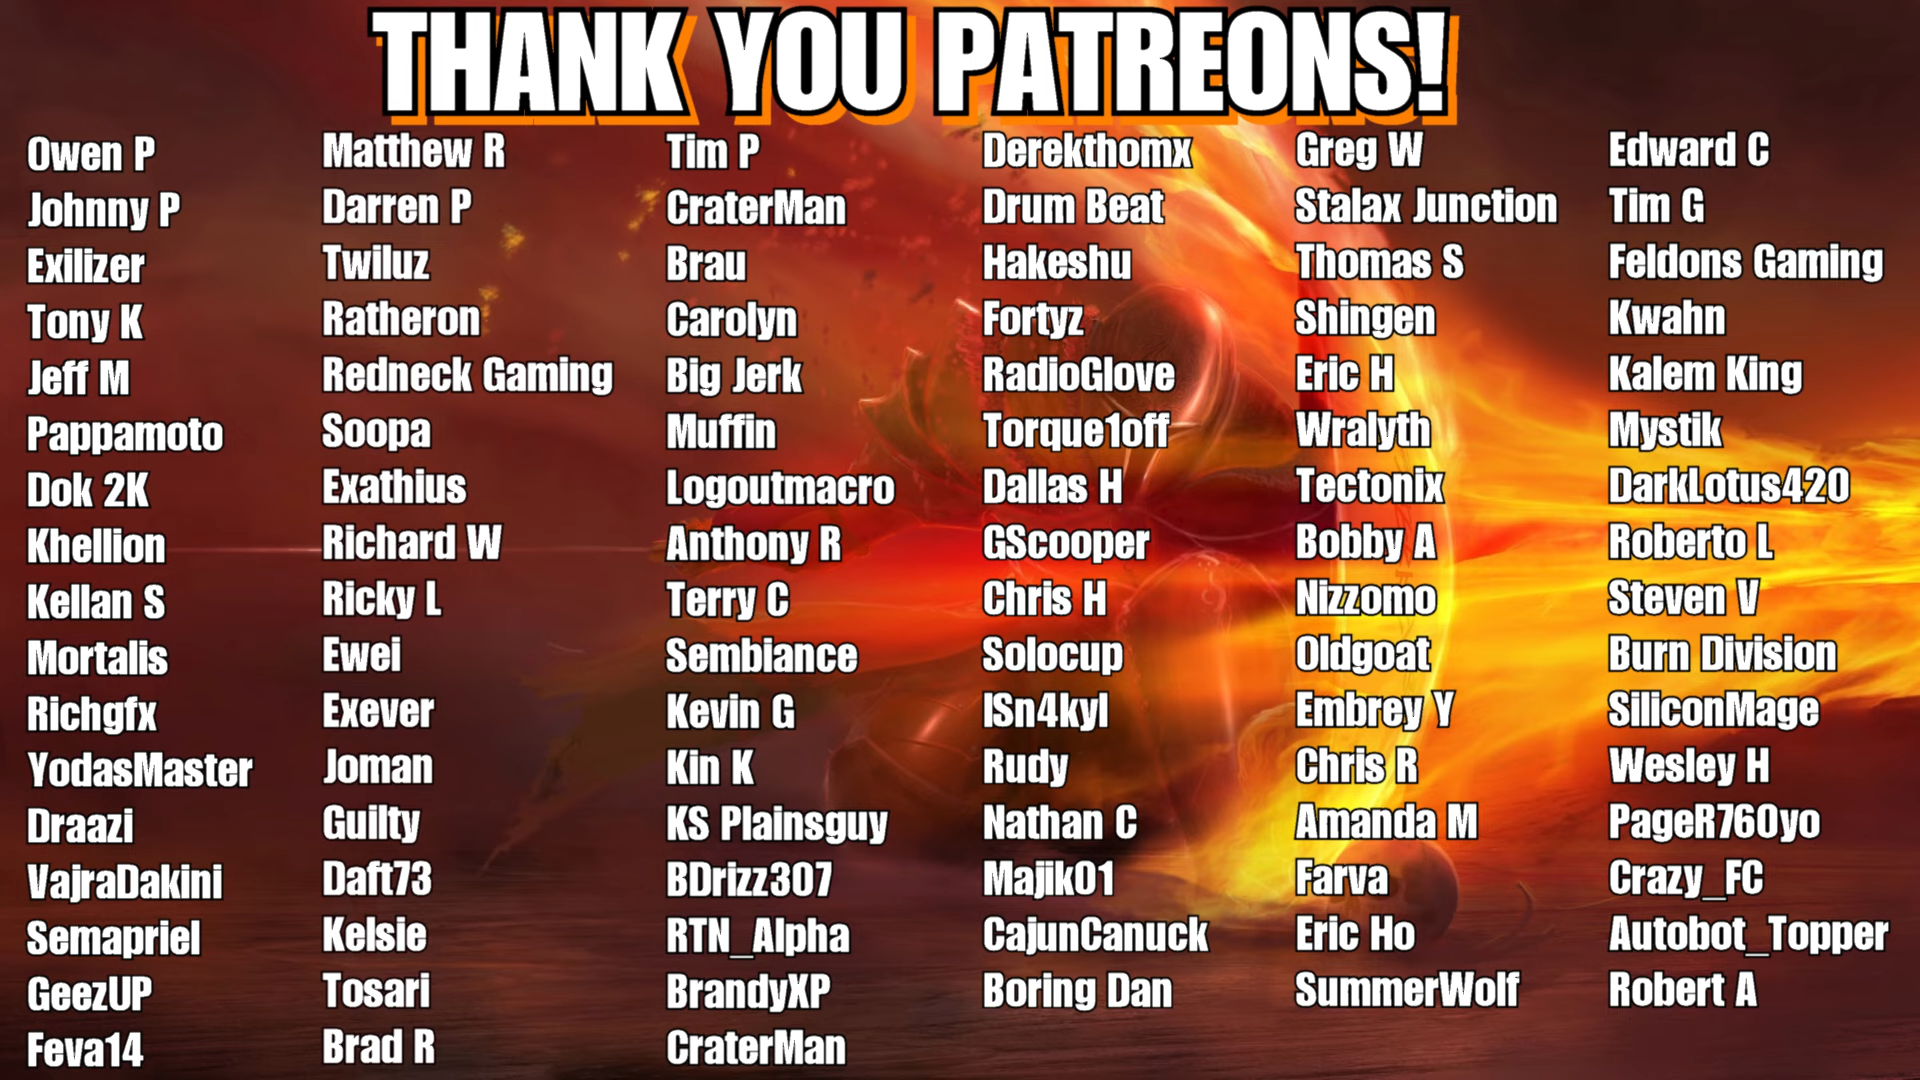 THANK YOU PATREONS!
Owen P
Johnny P
Exilizer
Tony K
Jeff M
Pappamoto
Dok 2K
Khellion
Kellan S
Mortalis
Richgfx
YodasMaster
Draazi
VajraDakini
Semapriel
GeezUP
Feva14
Matthew R
Darren P
Twiluz
Ratheron
Redneck Gaming
Soopa
Exathius
Richard W
Ricky L
Ewei
Exever
Joman
Guilty
Daft73
Kelsie
Tosari
Brad R
Tim P
CraterMan
Brau
Carolyn
Big Jerk
Muffin
Logoutmacro
Anthony R
Terry C
Sembiance
Kevin G
Kin K
KS Plainsguy
BDrizz307
RTN_Alpha
BrandyXP
CraterMan
Derekthomx
Drum Beat
Hakeshu
Fortyz
RadioGlove
Torque1off
Dallas H
GScooper
Chris H
Solocup
ISn4kyI
Rudy
Nathan C
Majik01
CajunCanuck
Boring Dan
Greg W
Stalax Junction
Thomas S
Shingen
Eric H
Wralyth
Tectonix
Bobby A
Nizzomo
Oldgoat
Embrey Y
Chris R
Amanda M
Farva
Eric Ho
SummerWolf
Edward C
Tim G
Feldons Gaming
Kwahn
Kalem King
Mystik
DarkLotus420
Roberto L
Steven V
Burn Division
SiliconMage
Wesley H
PageR760yo
Crazy_FC
Autobot_Topper
Robert A